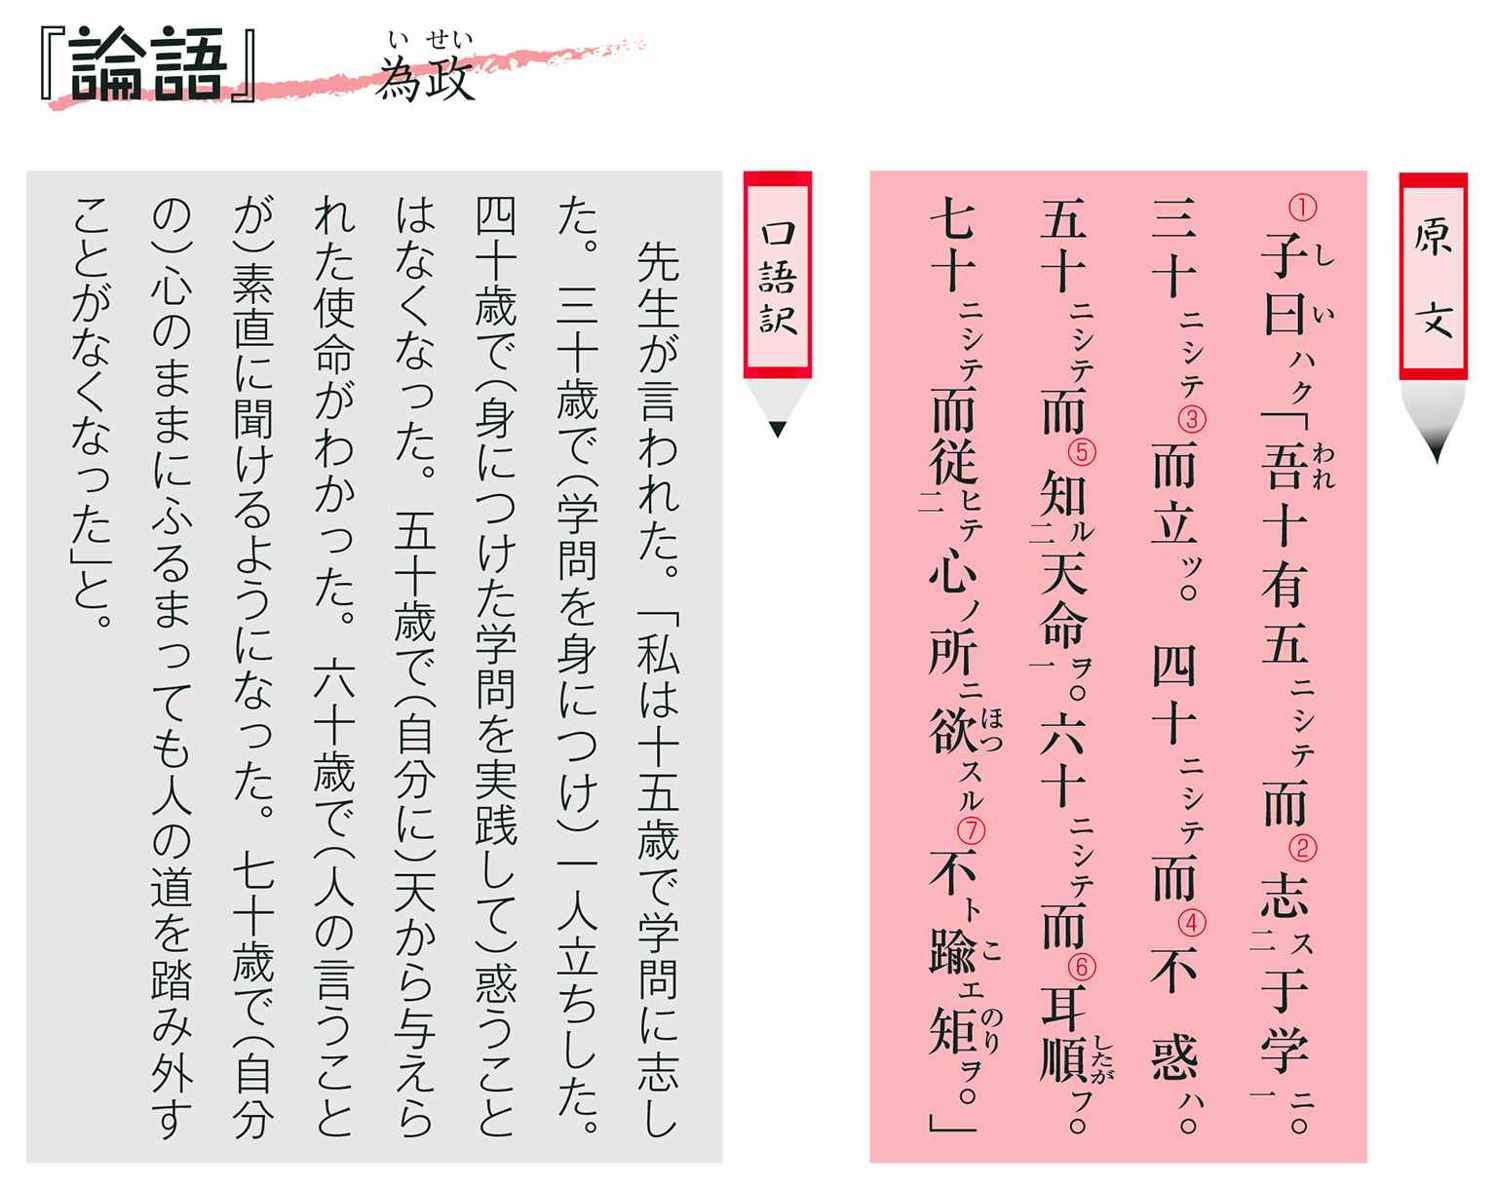 『論語』 為政
いせい
原文
①子曰ハク「吾十有五ニシテ而②志ス二于学一ニ。
しい われ
三十ニシテ③而立ツ。 四十ニシテ而④不惑ハ。
五十ニシテ而⑤知ル二天命一ヲ。六十ニシテ而⑥耳順フ。
したが
七十ニシテ而従ヒテ二心ノ所ニ欲スル⑦不ト踰エ矩ヲ。」
ほつ こ のり
口語訳
先生が言われた。「私は十五歳で学問に志し
た。三十歳で(学問を身につけ)一人立ちした。
四十歳で(身につけた学問を実践して)惑うこと
はなくなった。五十歳で(自分に)天から与えら
れた使命がわかった。六十歳で(人の言うこと
が)素直に聞けるようになった。七十歳で(自分
の)心のままにふるまっても人の道を踏み外す
ことがなくなった」と。